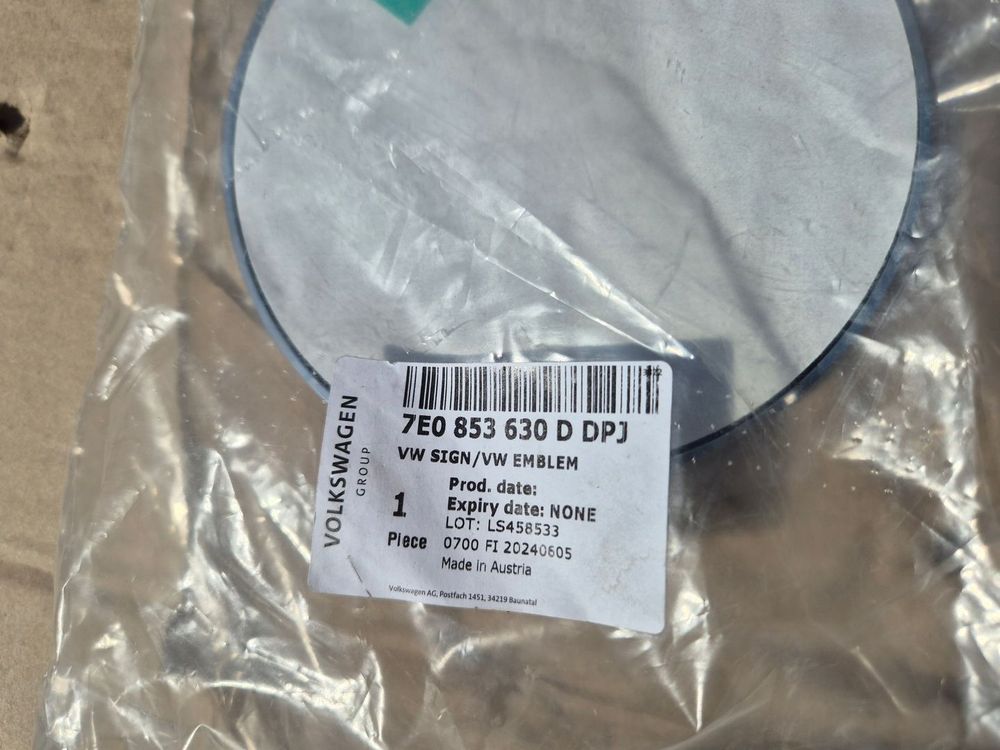 7E0 853 630 D DPJ
VW SIGN/VW EMBLEM
VOLKSWAGEN
GROUP
Prod. date:
1
Expiry date: NONE
LOT: LS458533
Piece
0700 FI 20240605
Made in Austria
Volkswagen AG, Postfach 1451, 34219 Baunatal